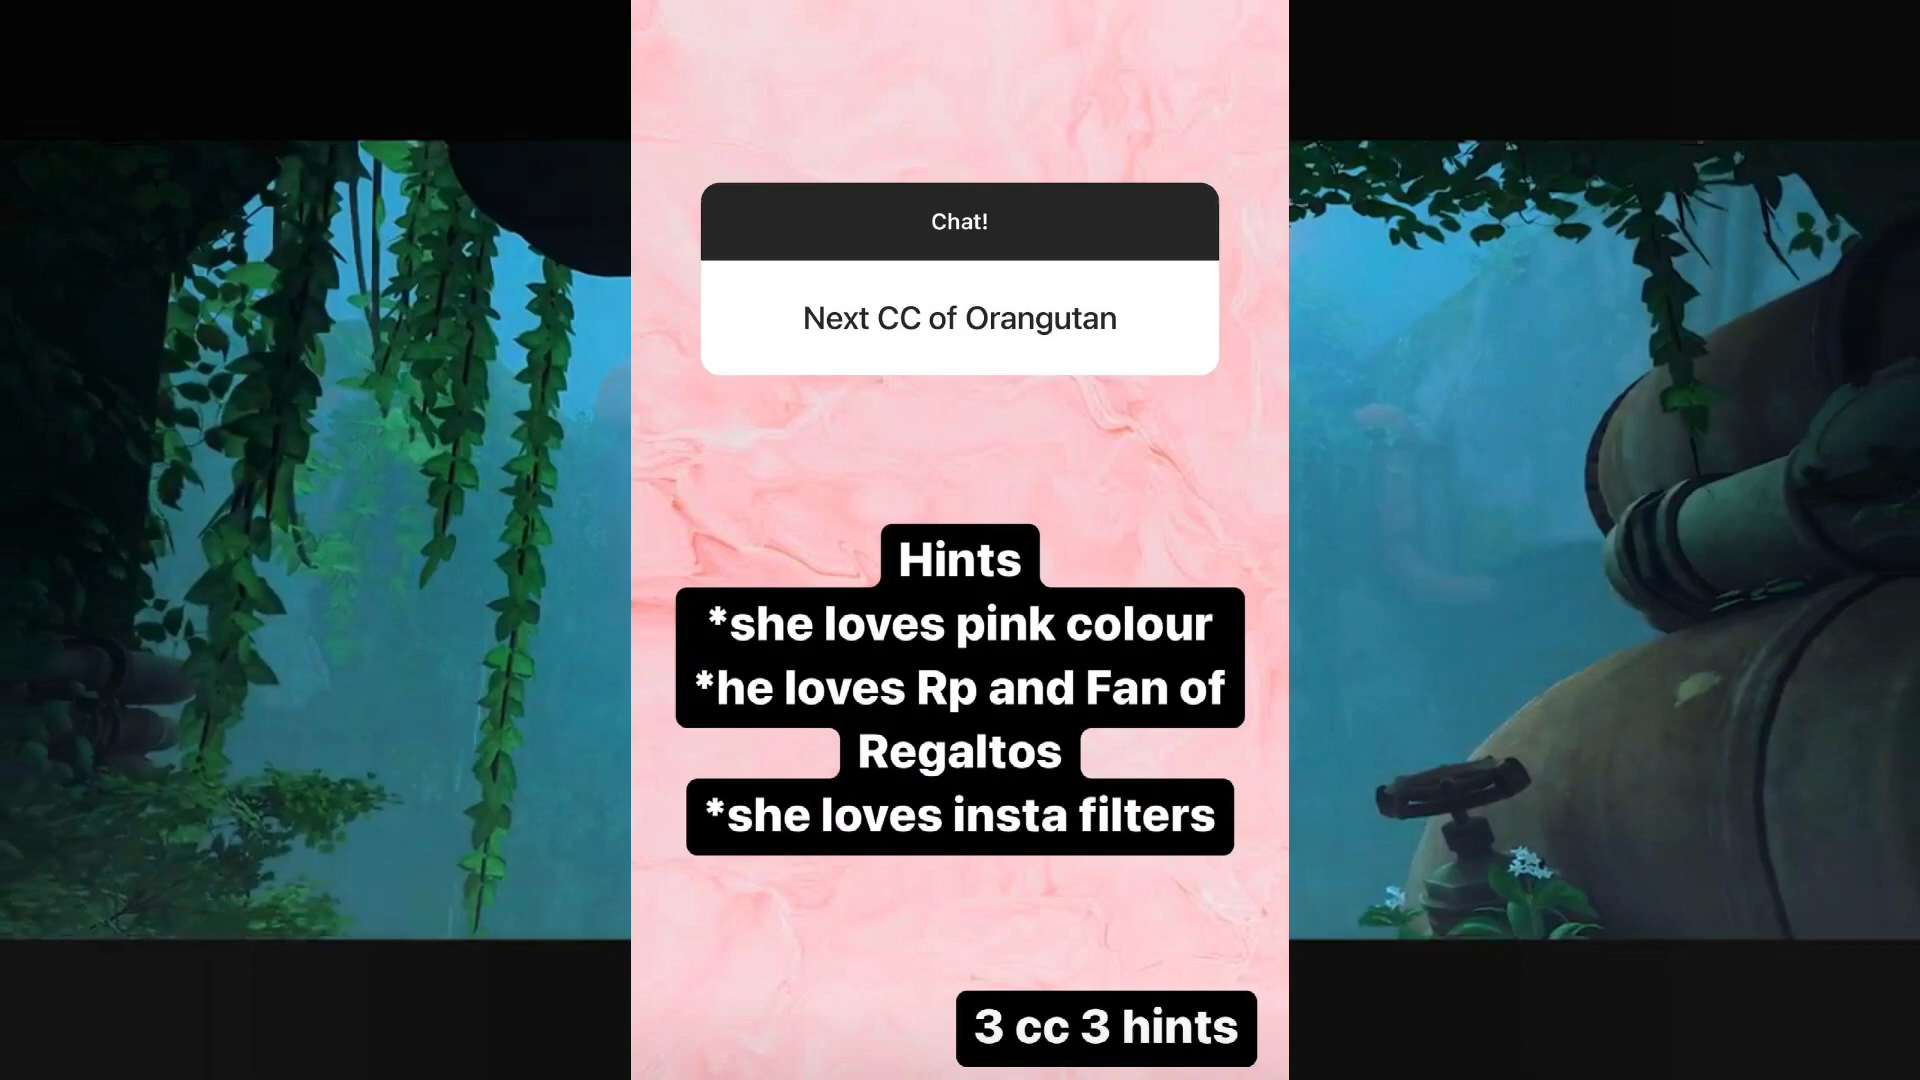 Chat!
Next CC of Orangutan
Hints
*she loves pink colour
*he loves Rp and Fan of
Regaltos
*she loves insta filters
3 cc 3 hints